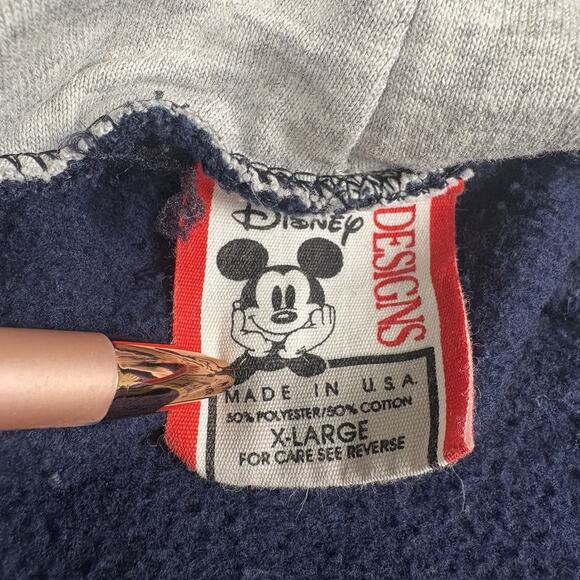 DISNEY
DESIGNS
MADE IN U.S.A.
50% POLYESTER/50% COTTON
X-LARGE
FOR CARE SEE REVERSE